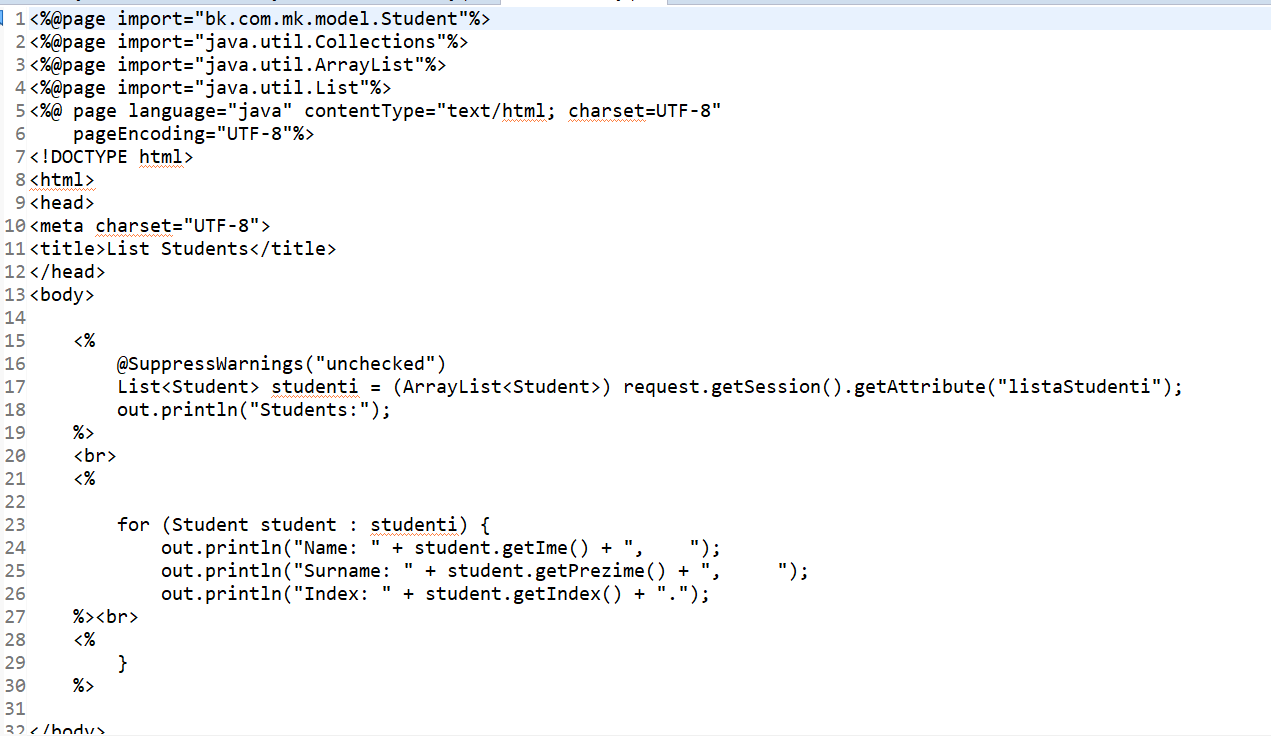 1 <%@page import="bk.com.mk.model.Student"%>
2 <%@page import="java.util.Collections"%>
3 <%@page import="java.util.ArrayList"%>
4 <%@page import="java.util.List"%>
5 <%@ page language="java" contentType="text/html; charset=UTF-8"
6     pageEncoding="UTF-8"%>
7 <!DOCTYPE html>
8 <html>
9 <head>
10 <meta charset="UTF-8">
11 <title>List Students</title>
12 </head>
13 <body>
14
15     <%
16         @SuppressWarnings("unchecked")
17         List<Student> studenti = (ArrayList<Student>) request.getSession().getAttribute("listaStudenti");
18         out.println("Students:");
19     %>
20     <br>
21     <%
22
23         for (Student student : studenti) {
24             out.println("Name: " + student.getIme() + ",    ");
25             out.println("Surname: " + student.getPrezime() + ",     ");
26             out.println("Index: " + student.getIndex() + ".");
27     %><br>
28     <%
29         }
30     %>
31
32 </body>